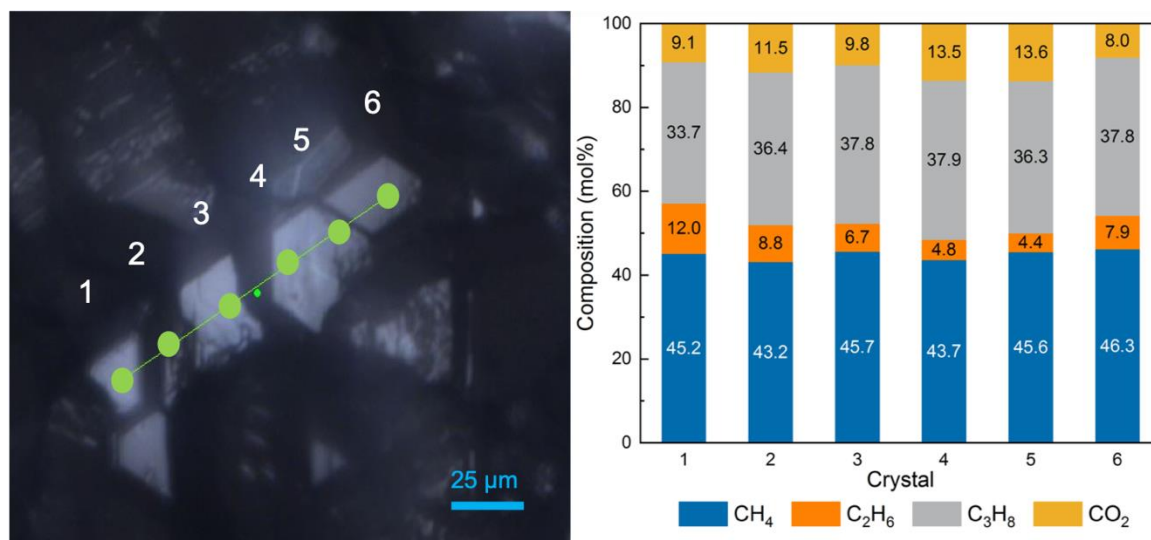 6
5
4
3
2
1
25 µm
Composition (mol%)
100
80
60
40
20
0
9.1 11.5 9.8 13.5 13.6 8.0
33.7 36.4 37.8 37.9 36.3 37.8
12.0 8.8 6.7 4.8 4.4 7.9
45.2 43.2 45.7 43.7 45.6 46.3
1 2 3 4 5 6
Crystal
CH₄ C₂H₆ C₃H₈ CO₂